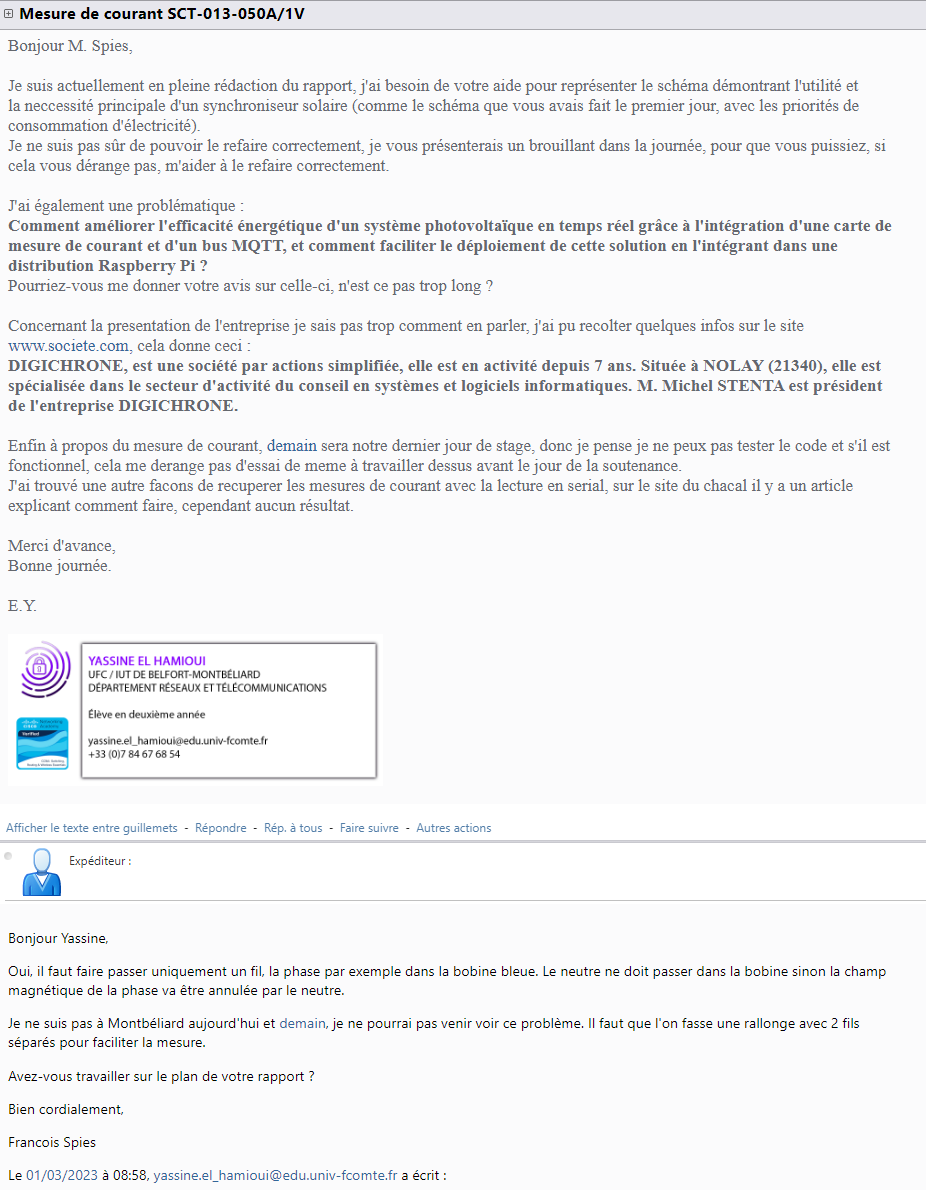 Mesure de courant SCT-013-050A/1V
Bonjour M. Spies,
Je suis actuellement en pleine rédaction du rapport, j'ai besoin de votre aide pour représenter le schéma démontrant l'utilité et
la neccessité principale d'un synchroniseur solaire (comme le schéma que vous avais fait le premier jour, avec les priorités de
consommation d'électricité).
Je ne suis pas sûr de pouvoir le refaire correctement, je vous présenterais un brouillant dans la journée, pour que vous puissiez, si
cela vous dérange pas, m'aider à le refaire correctement.
J'ai également une problématique :
Comment améliorer l'efficacité énergétique d'un système photovoltaïque en temps réel grâce à l'intégration d'une carte de
mesure de courant et d'un bus MQTT, et comment faciliter le déploiement de cette solution en l'intégrant dans une
distribution Raspberry Pi ?
Pourriez-vous me donner votre avis sur celle-ci, n'est ce pas trop long ?
Concernant la presentation de l'entreprise je sais pas trop comment en parler, j'ai pu recolter quelques infos sur le site
www.societe.com, cela donne ceci :
DIGICHRONE, est une société par actions simplifiée, elle est en activité depuis 7 ans. Située à NOLAY (21340), elle est
spécialisée dans le secteur d'activité du conseil en systèmes et logiciels informatiques. M. Michel STENTA est président
de l'entreprise DIGICHRONE.
Enfin à propos du mesure de courant, demain sera notre dernier jour de stage, donc je pense je ne peux pas tester le code et s'il est
fonctionnel, cela me derange pas d'essai de meme à travailler dessus avant le jour de la soutenance.
J'ai trouvé une autre facons de recuperer les mesures de courant avec la lecture en serial, sur le site du chacal il y a un article
explicant comment faire, cependant aucun résultat.
Merci d'avance,
Bonne journée.
E.Y.
YASSINE EL HAMIOUI
UFC / IUT DE BELFORT-MONTBÉLIARD
DÉPARTEMENT RÉSEAUX ET TÉLÉCOMMUNICATIONS
Élève en deuxième année
yassine.el_hamioui@edu.univ-fcomte.fr
+33 (0)7 84 67 68 54
Verified
Afficher le texte entre guillemets - Répondre - Rép. à tous - Faire suivre - Autres actions
Expéditeur :
Bonjour Yassine,
Oui, il faut faire passer uniquement un fil, la phase par exemple dans la bobine bleue. Le neutre ne doit passer dans la bobine sinon la champ
magnétique de la phase va être annulée par le neutre.
Je ne suis pas à Montbéliard aujourd'hui et demain, je ne pourrai pas venir voir ce problème. Il faut que l'on fasse une rallonge avec 2 fils
séparés pour faciliter la mesure.
Avez-vous travailler sur le plan de votre rapport ?
Bien cordialement,
Francois Spies
Le 01/03/2023 à 08:58, yassine.el_hamioui@edu.univ-fcomte.fr a écrit :